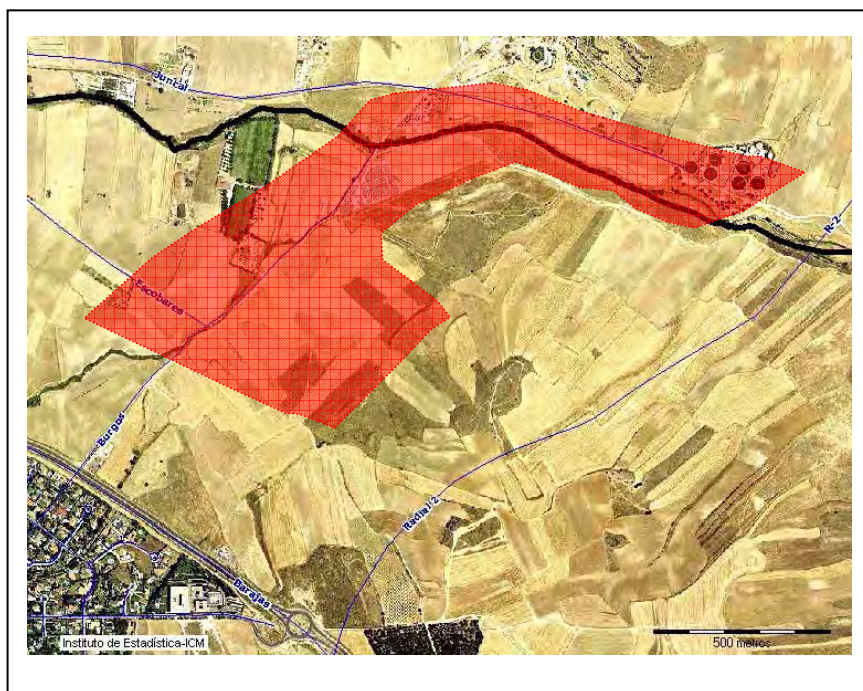 Juncal
Escobares
R-2
Burgos
Radial 2
Barajas
Instituto de Estadística-ICM
500 metros